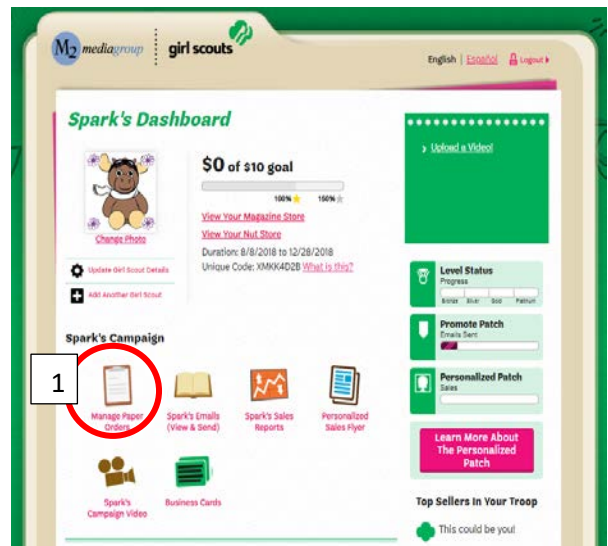 M2 mediagroup
girl scouts
English | Español Logout
Spark's Dashboard
$0 of $10 goal
100% 150%
View Your Magazine Store
View Your Nut Store
Duration: 8/8/2018 to 12/28/2018
Unique Code: XMKK4D2B What is this?
Change Photo
Update Girl Scout Details
Add Another Girl Scout
Upload a Video!
Level Status
Progress
Bronze Silver Gold Platinum
Promote Patch
Emails Sent
Personalized Patch
Sales
Learn More About
The Personalized
Patch
Top Sellers In Your Troop
This could be you!
Spark's Campaign
1
Manage Paper
Orders
Spark's Emails
(View & Send)
Spark's Sales
Reports
Personalized
Sales Flyer
Spark's
Campaign Video
Business Cards